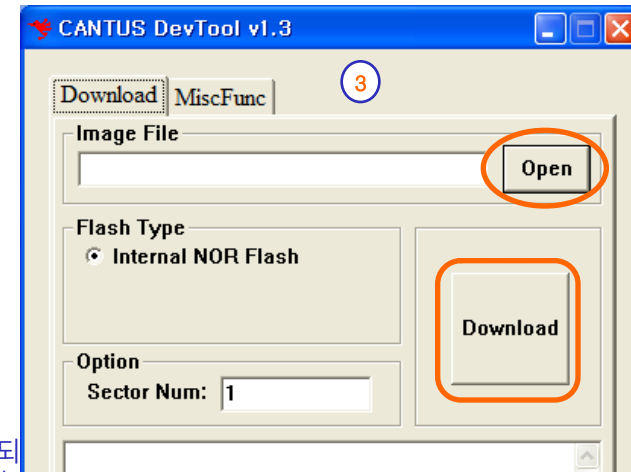 CANTUS DevTool v1.3
3
Download MiscFunc
Image File
Open
Flash Type
Internal NOR Flash
Download
Option
Sector Num: 1